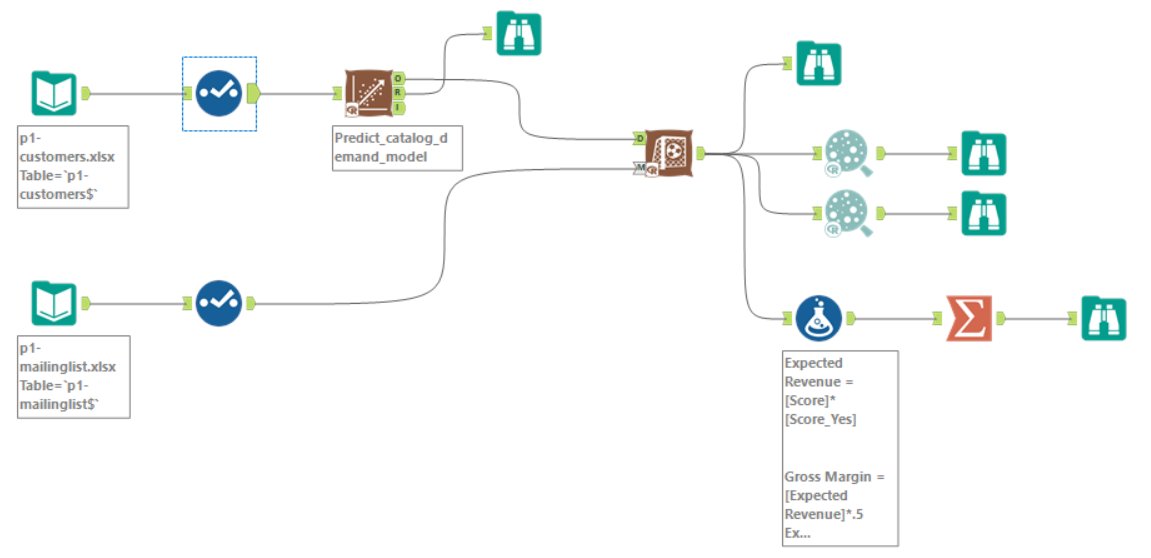 p1-
customers.xlsx
Table=`p1-
customers$`
O
R
I
R
Predict_catalog_d
emand_model
D
M
R
R
R
p1-
mailinglist.xlsx
Table=`p1-
mailinglist$`
Expected
Revenue =
[Score]*
[Score_Yes]
Gross Margin =
[Expected
Revenue]*.5
Ex...